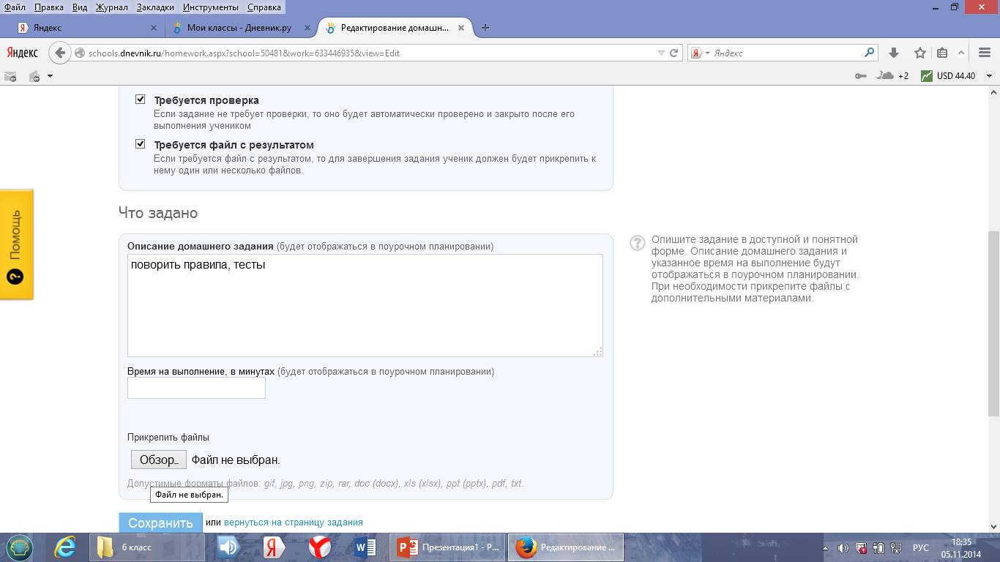 Файл Правка Вид Журнал Закладки Инструменты Справка
Яндекс
Мои классы - Дневник.ру
Редактирование домашн...
Яндекс
schools.dnevnik.ru/homework.aspx?school=50481&work=633446935&view=Edit
Яндекс
+2
USD 44.40
Требуется проверка
Если задание не требует проверки, то оно будет автоматически проверено и закрыто после его
выполнения учеником
Требуется файл с результатом
Если требуется файл с результатом, то для завершения задания ученик должен будет прикрепить к
нему один или несколько файлов.
Помощь
Что задано
Описание домашнего задания (будет отображаться в поурочном планировании)
поворить правила, тесты
Опишите задание в доступной и понятной
форме. Описание домашнего задания и
указанное время на выполнение будут
отображаться в поурочном планировании.
При необходимости прикрепите файлы с
дополнительными материалами.
Время на выполнение, в минутах (будет отображаться в поурочном планировании)
Прикрепить файлы
Обзор... Файл не выбран.
Допустимые форматы файлов: gif, jpg, png, zip, rar, doc (docx), xls (xlsx), ppt (pptx), pdf, txt.
Файл не выбран.
Сохранить или вернуться на страницу задания
6 класс
Презентация1 - P...
Редактирование ...
РУС
18:35
05.11.2014